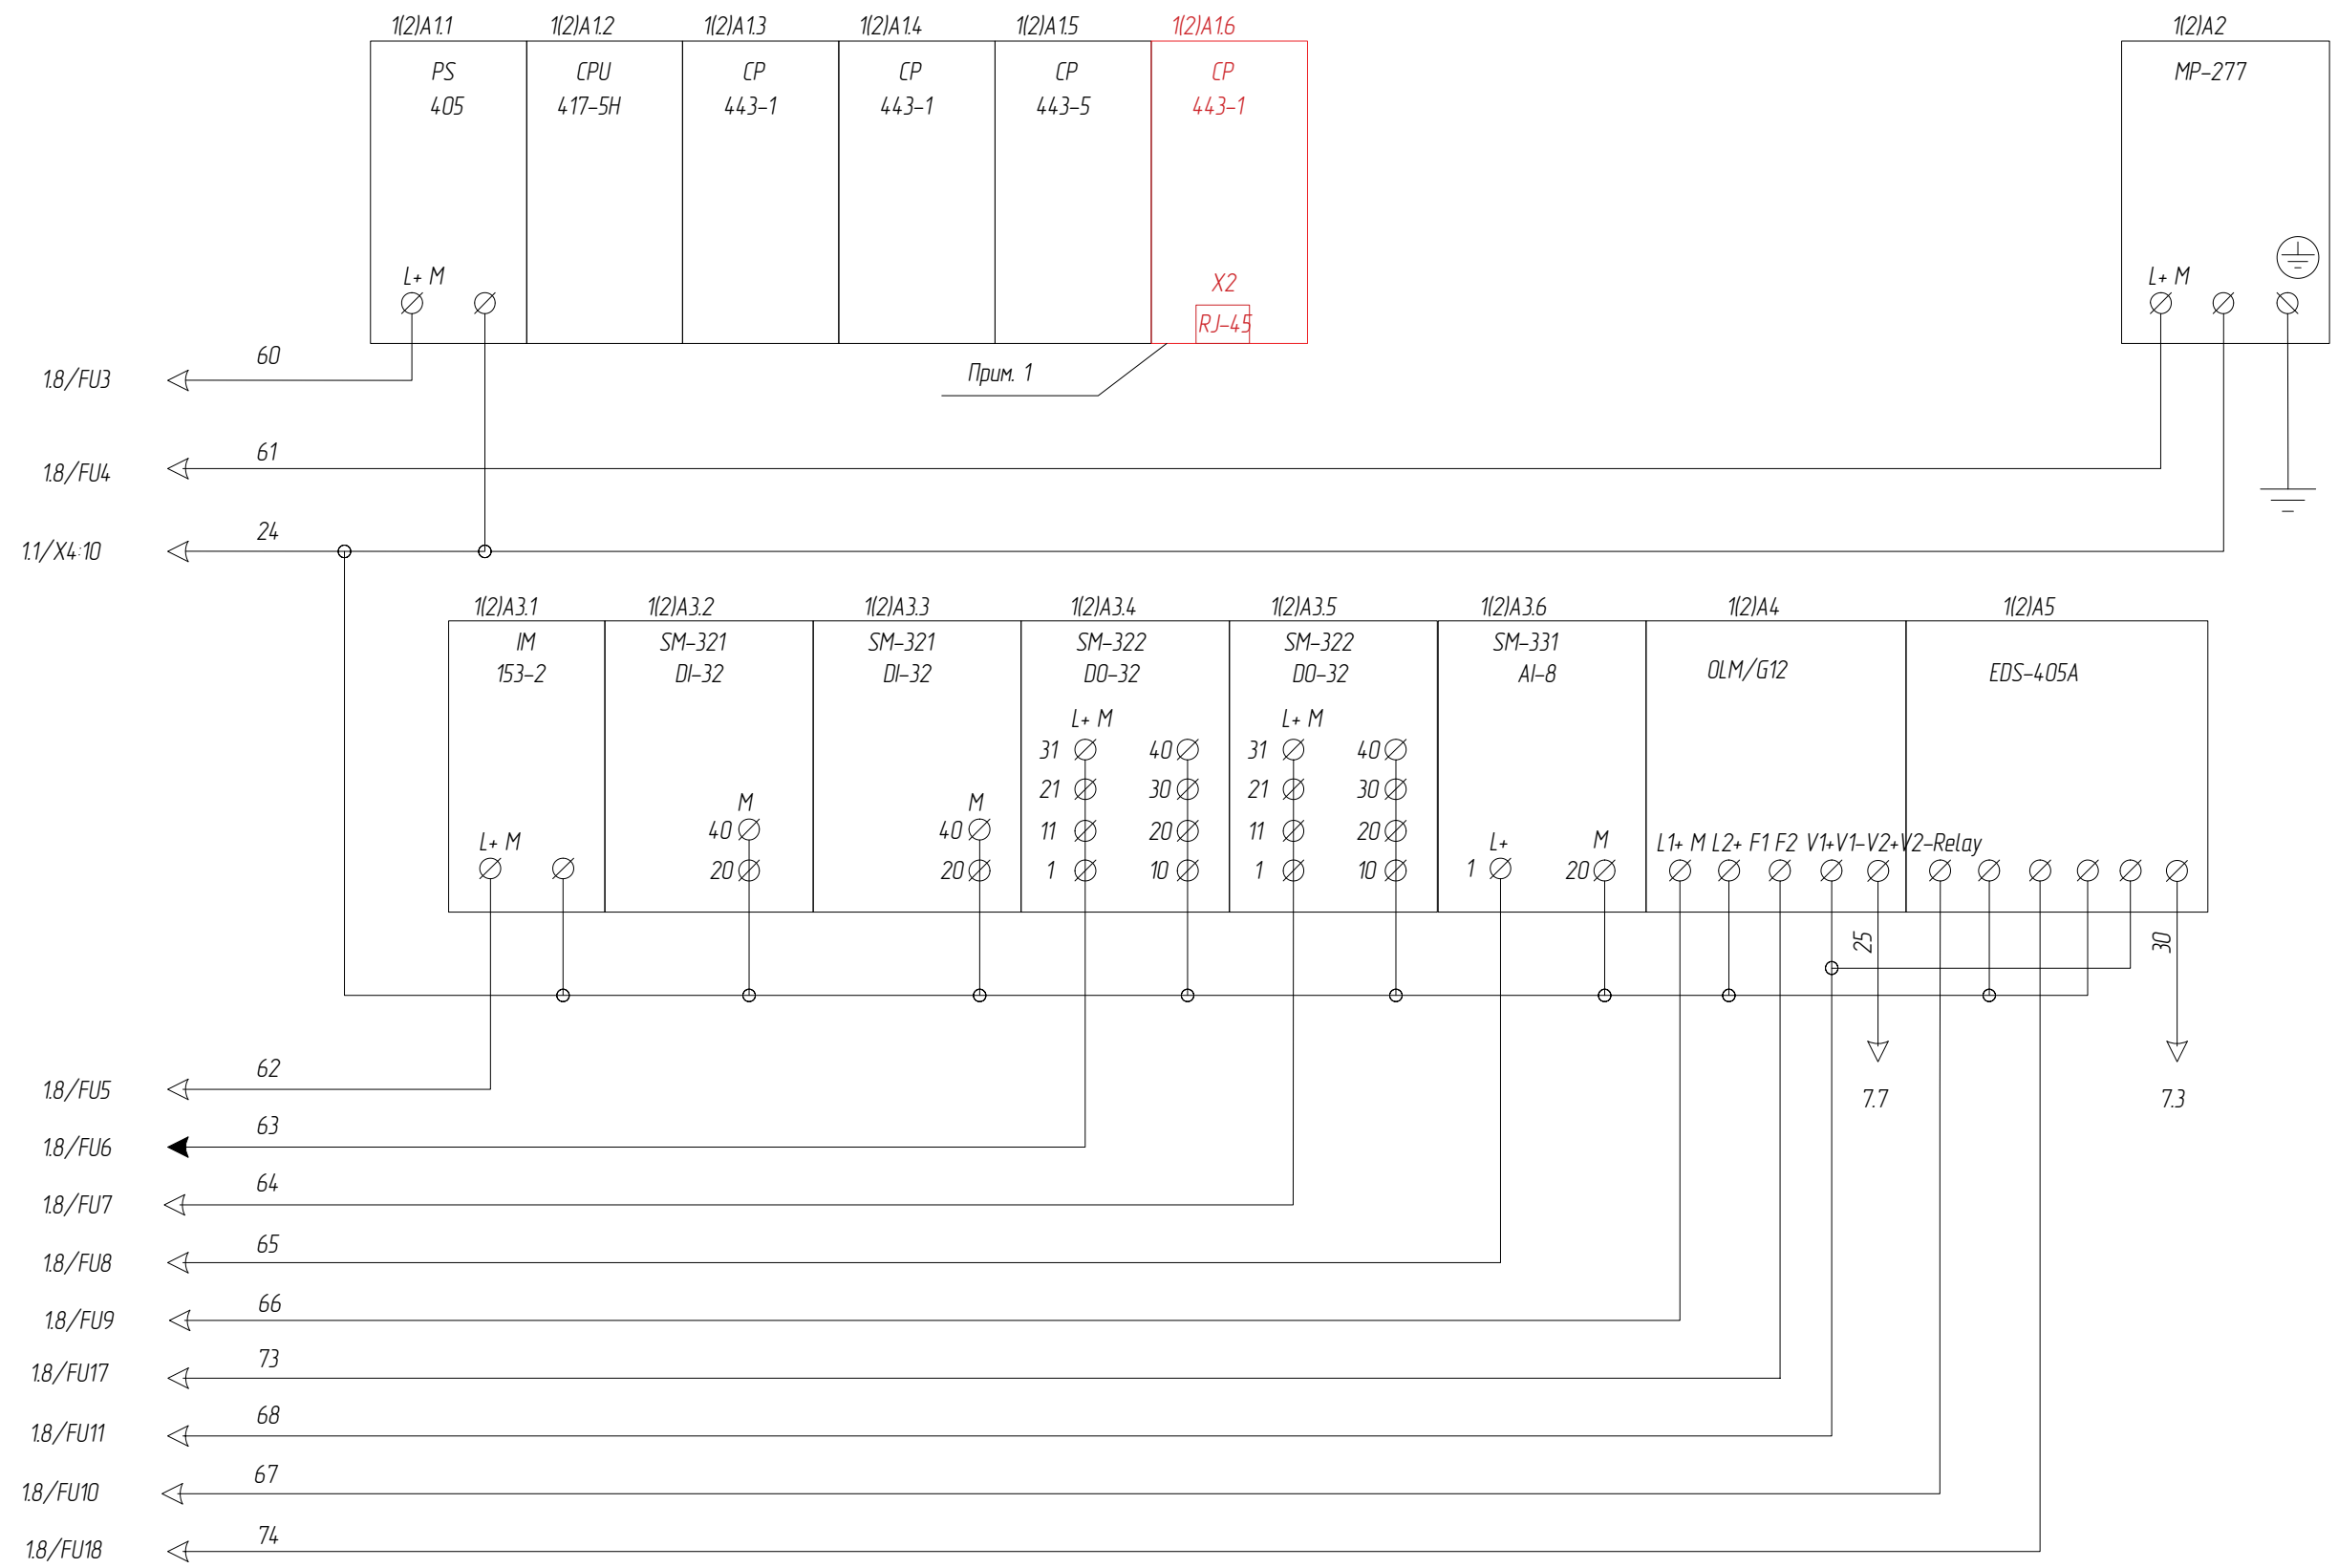 1(2)A1.1 1(2)A1.2 1(2)A1.3 1(2)A1.4 1(2)A1.5 1(2)A1.6 1(2)A2
PS CPU CP CP CP CP MP-277
405 417-5H 443-1 443-1 443-5 443-1
L+ M X2 L+ M
RJ-45
60
1.8/FU3
Прим. 1
61
1.8/FU4
24
1.1/X4:10
1(2)A3.1 1(2)A3.2 1(2)A3.3 1(2)A3.4 1(2)A3.5 1(2)A3.6 1(2)A4 1(2)A5
IM SM-321 SM-321 SM-322 SM-322 SM-331 OLM/G12 EDS-405A
153-2 DI-32 DI-32 DO-32 DO-32 AI-8
L+ M L+ M
31 40 31 40
21 30 21 30
M M
40 40 11 20 11 20
L+ M L+ M L1+ M L2+ F1 F2 V1+V1-V2+V2-Relay
20 20 1 10 1 10 1 20
25 30
62
1.8/FU5 7.7 7.3
63
1.8/FU6
64
1.8/FU7
65
1.8/FU8
66
1.8/FU9
73
1.8/FU17
68
1.8/FU11
67
1.8/FU10
74
1.8/FU18